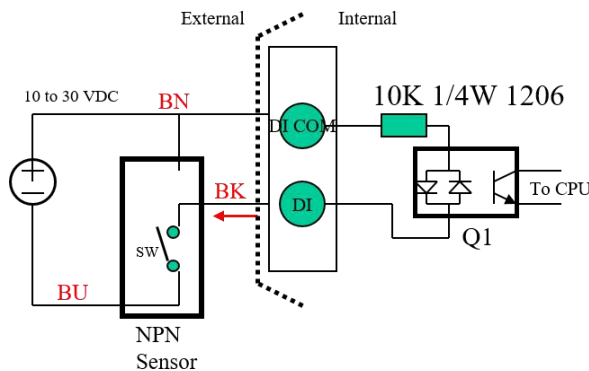 External
Internal
10 to 30 VDC
BN
10K 1/4W 1206
DI COM
BK
DI
To CPU
SW
Q1
BU
NPN
Sensor